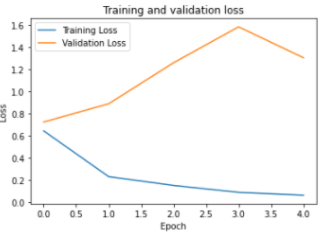 Training and validation loss
Training Loss
Validation Loss
Loss
1.6
1.4
1.2
1.0
0.8
0.6
0.4
0.2
0.0
0.0 0.5 1.0 1.5 2.0 2.5 3.0 3.5 4.0
Epoch